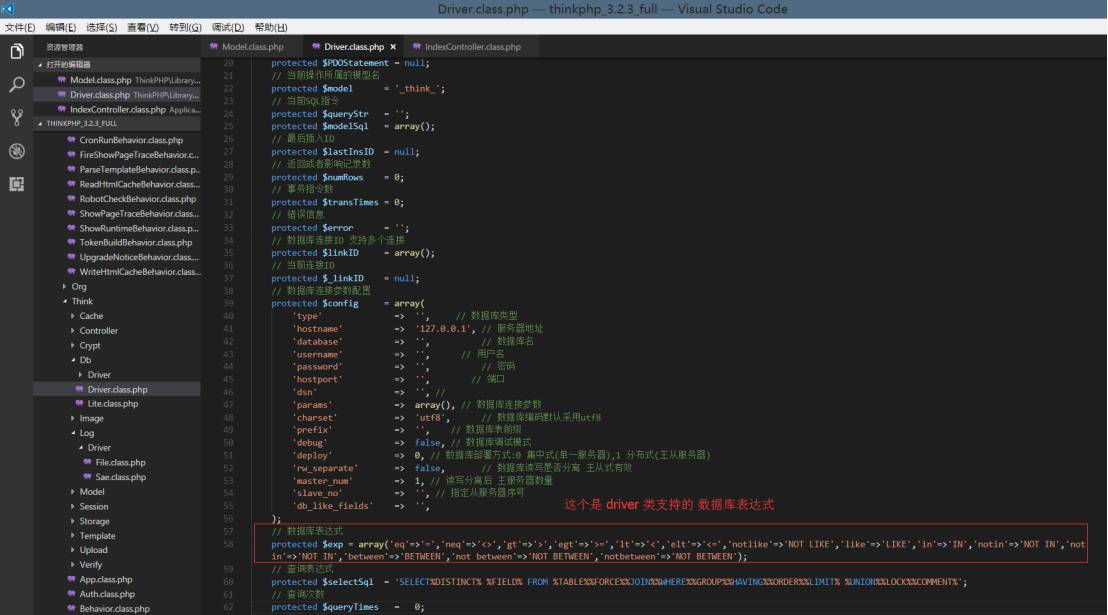 Driver.class.php — thinkphp_3.2.3_full — Visual Studio Code
文件(F) 编辑(E) 选择(S) 查看(V) 转到(G) 调试(D) 帮助(H)
资源管理器
打开的编辑器
Model.class.php ThinkPHP\Library...
Driver.class.php ThinkPHP\Library...
IndexController.class.php Applica...
THINKPHP_3.2.3_FULL
CronRunBehavior.class.php
FireShowPageTraceBehavior.c...
ParseTemplateBehavior.class.p...
ReadHtmlCacheBehavior.class...
RobotCheckBehavior.class.php
ShowPageTraceBehavior.class...
ShowRuntimeBehavior.class.p...
TokenBuildBehavior.class.php
UpgradeNoticeBehavior.class....
WriteHtmlCacheBehavior.class...
Org
Think
Cache
Controller
Crypt
Db
Driver
Driver.class.php
Lite.class.php
Image
Log
Driver
File.class.php
Sae.class.php
Model
Session
Storage
Template
Upload
Verify
App.class.php
Auth.class.php
Behavior.class.php
Model.class.php Driver.class.php × IndexController.class.php
20 protected $PDOStatement = null;
21 // 当前操作所属的模型名
22 protected $model = '_think_';
23 // 当前SQL指令
24 protected $queryStr = '';
25 protected $modelSql = array();
26 // 最后插入ID
27 protected $lastInsID = null;
28 // 返回或者影响记录数
29 protected $numRows = 0;
30 // 事务指令数
31 protected $transTimes = 0;
32 // 错误信息
33 protected $error = '';
34 // 数据库连接ID 支持多个连接
35 protected $linkID = array();
36 // 当前连接ID
37 protected $_linkID = null;
38 // 数据库连接参数配置
39 protected $config = array(
40 'type' => '', // 数据库类型
41 'hostname' => '127.0.0.1', // 服务器地址
42 'database' => '', // 数据库名
43 'username' => '', // 用户名
44 'password' => '', // 密码
45 'hostport' => '', // 端口
46 'dsn' => '', //
47 'params' => array(), // 数据库连接参数
48 'charset' => 'utf8', // 数据库编码默认采用utf8
49 'prefix' => '', // 数据库表前缀
50 'debug' => false, // 数据库调试模式
51 'deploy' => 0, // 数据库部署方式:0 集中式(单一服务器),1 分布式(主从服务器)
52 'rw_separate' => false, // 数据库读写是否分离 主从式有效
53 'master_num' => 1, // 读写分离后 主服务器数量
54 'slave_no' => '', // 指定从服务器序号
这个是 driver 类支持的 数据库表达式
55 'db_like_fields' => '',
56 );
57 // 数据库表达式
58 protected $exp = array('eq'=>'=','neq'=>'<>','gt'=>'>','egt'=>'>=','lt'=>'<','elt'=>'<=','notlike'=>'NOT LIKE','like'=>'LIKE','in'=>'IN','notin'=>'NOT IN','not
in'=>'NOT IN','between'=>'BETWEEN','not between'=>'NOT BETWEEN','notbetween'=>'NOT BETWEEN');
59 // 查询表达式
60 protected $selectSql = 'SELECT%DISTINCT% %FIELD% FROM %TABLE%%FORCE%%JOIN%%WHERE%%GROUP%%HAVING%%ORDER%%LIMIT% %UNION%%LOCK%%COMMENT%';
61 // 查询次数
62 protected $queryTimes = 0;